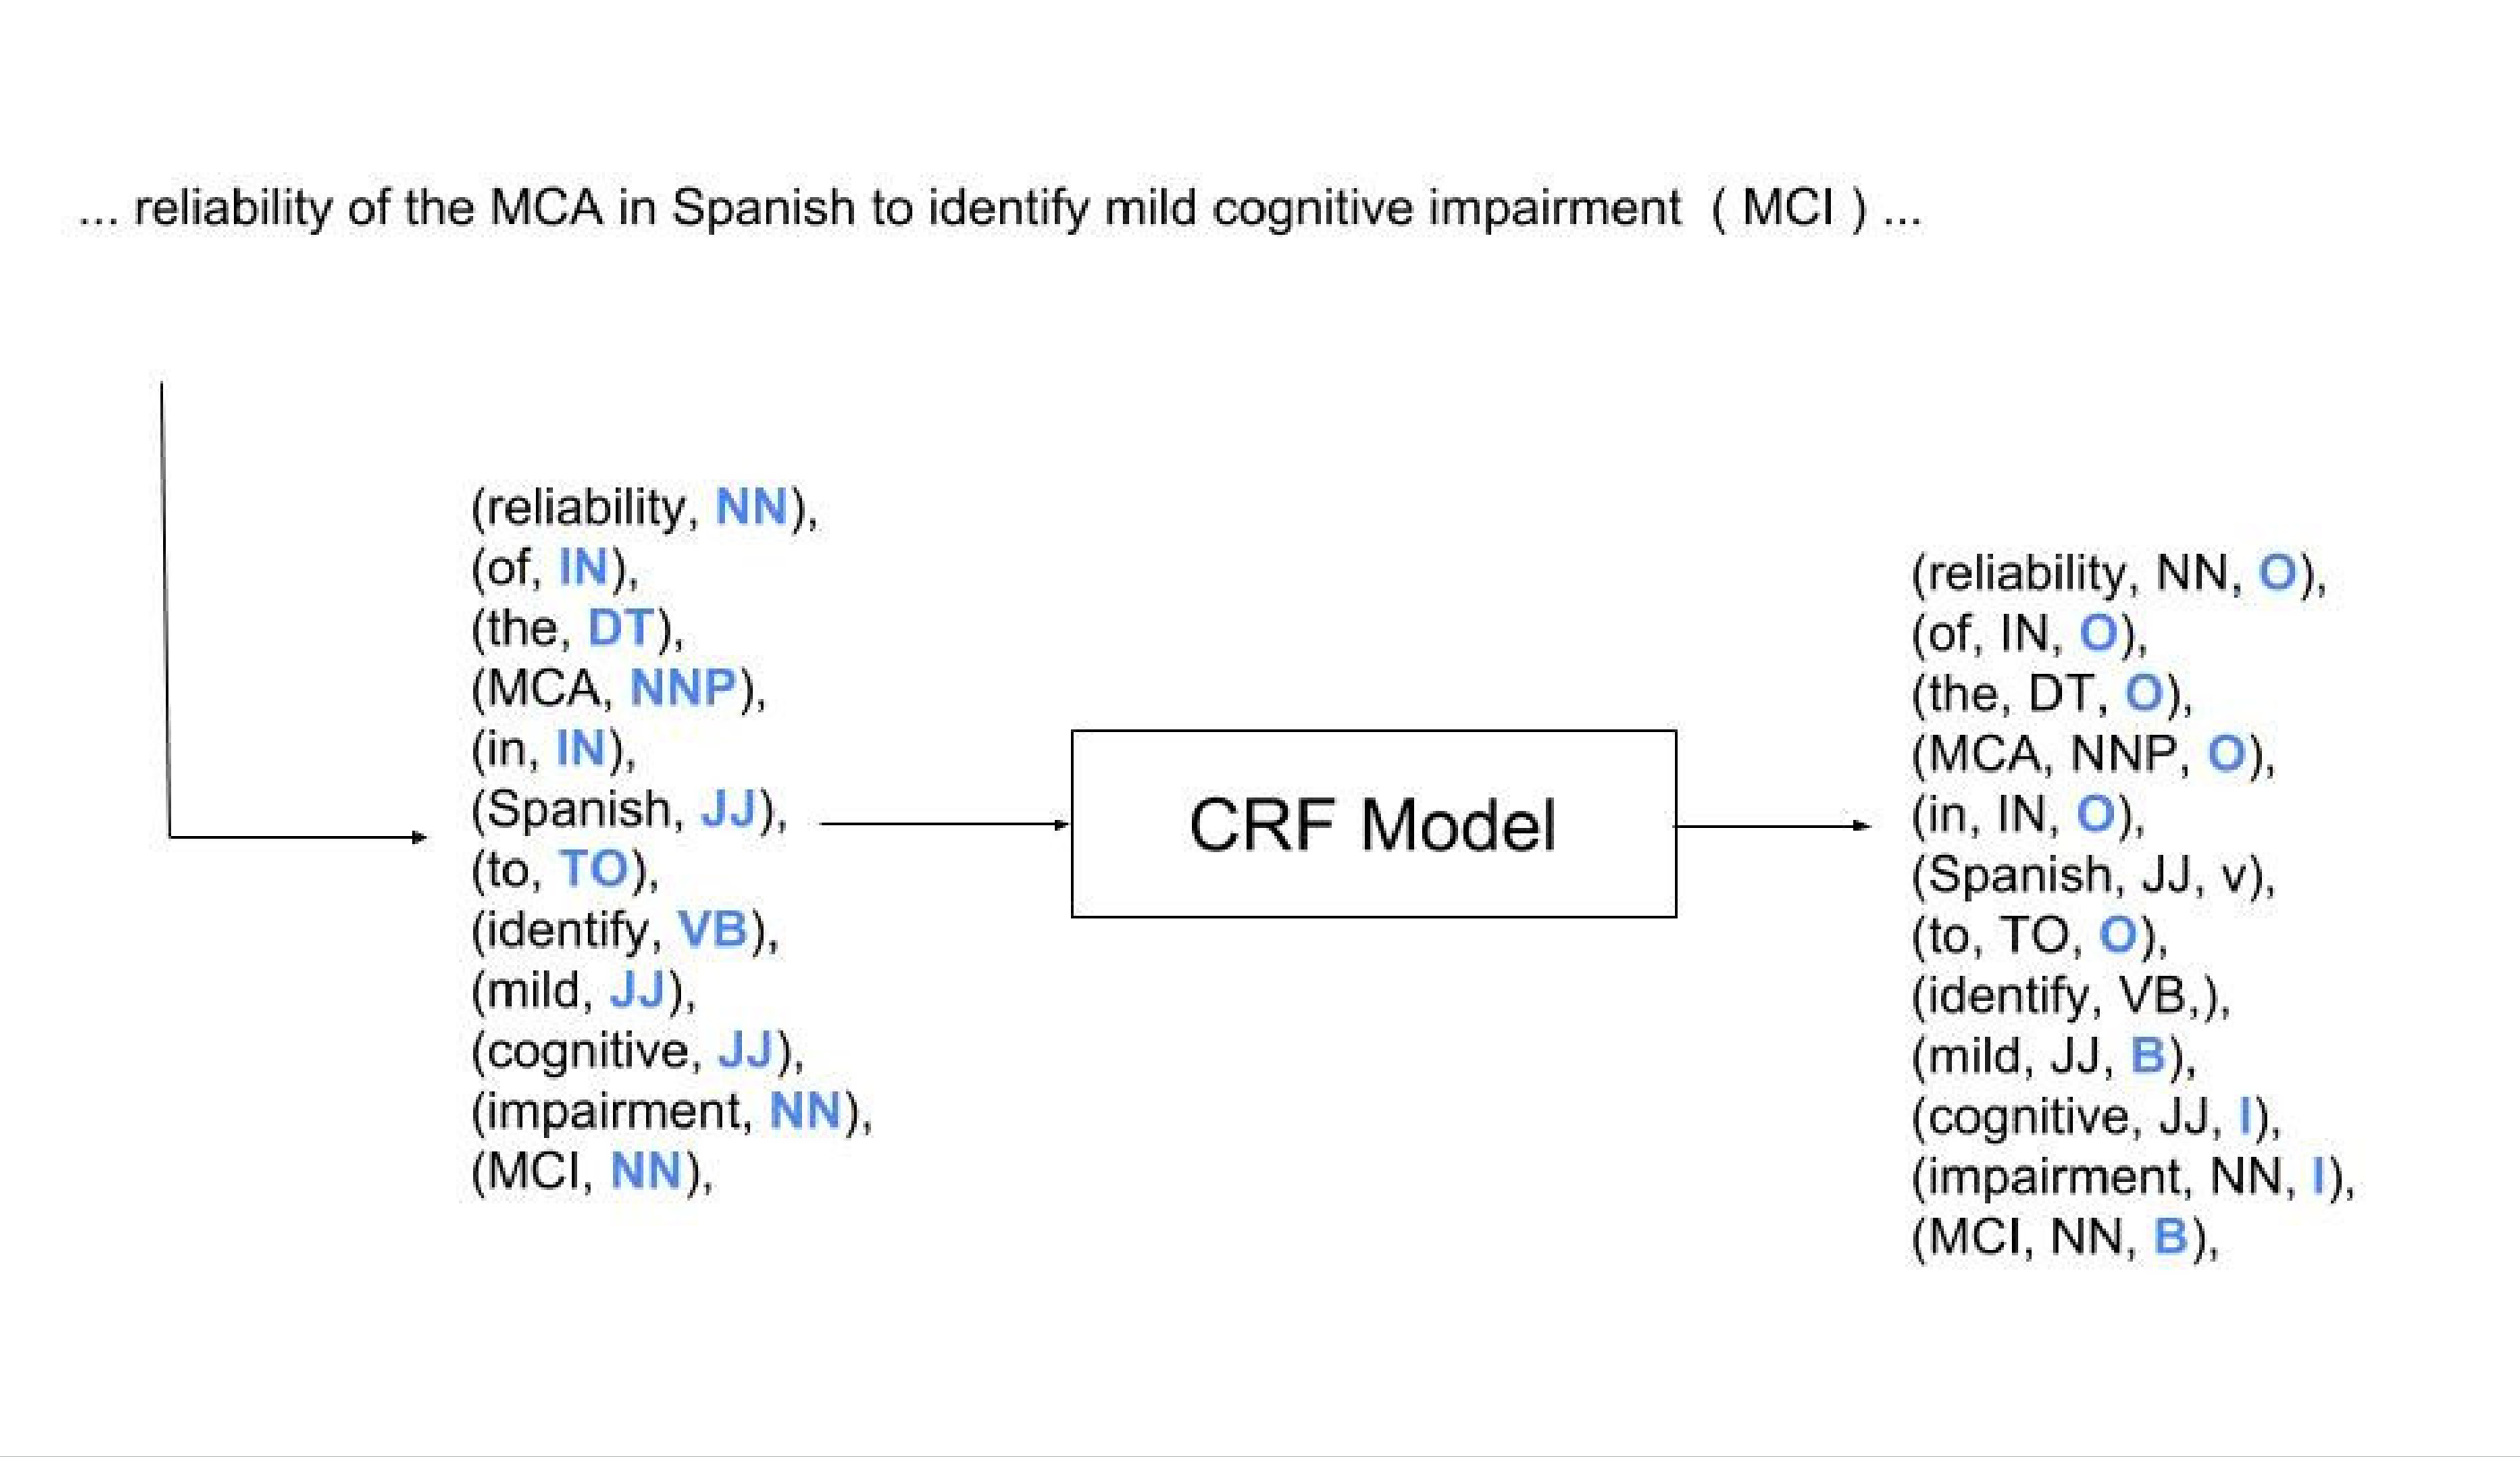 ... reliability of the MCA in Spanish to identify mild cognitive impairment ( MCI ) ...
(reliability, NN),
(of, IN),
(the, DT),
(MCA, NNP),
(in, IN),
(Spanish, JJ),
(to, TO),
(identify, VB),
(mild, JJ),
(cognitive, JJ),
(impairment, NN),
(MCI, NN),
CRF Model
(reliability, NN, O),
(of, IN, O),
(the, DT, O),
(MCA, NNP, O),
(in, IN, O),
(Spanish, JJ, v),
(to, TO, O),
(identify, VB,),
(mild, JJ, B),
(cognitive, JJ, I),
(impairment, NN, I),
(MCI, NN, B),